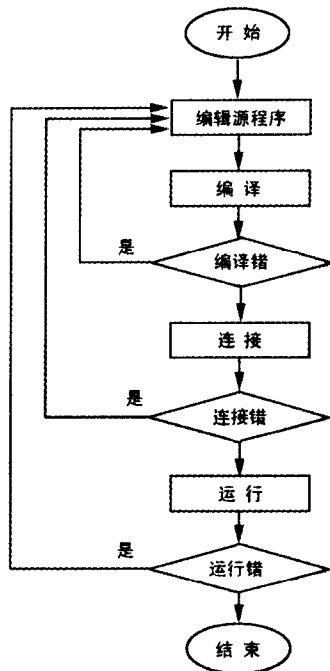 开 始
编辑源程序
编 译
是
编译错
连 接
是
连接错
运 行
是
运行错
结 束